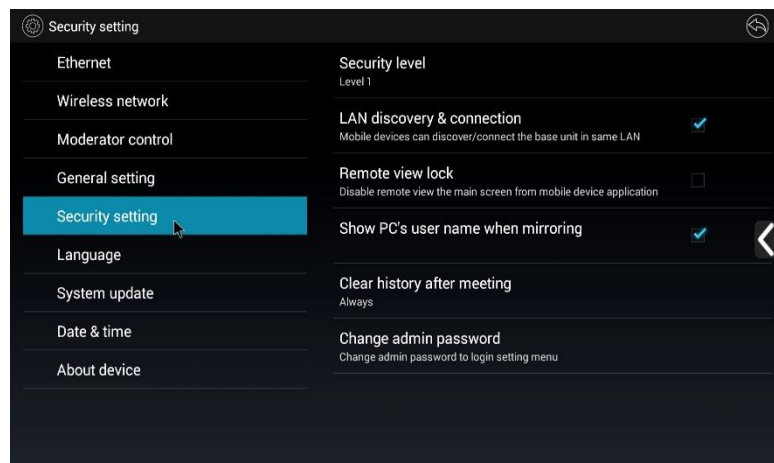 Security setting
Ethernet
Wireless network
Moderator control
General setting
Security setting
Language
System update
Date & time
About device
Security level
Level 1
LAN discovery & connection
Mobile devices can discover/connect the base unit in same LAN
Remote view lock
Disable remote view the main screen from mobile device application
Show PC's user name when mirroring
Clear history after meeting
Always
Change admin password
Change admin password to login setting menu